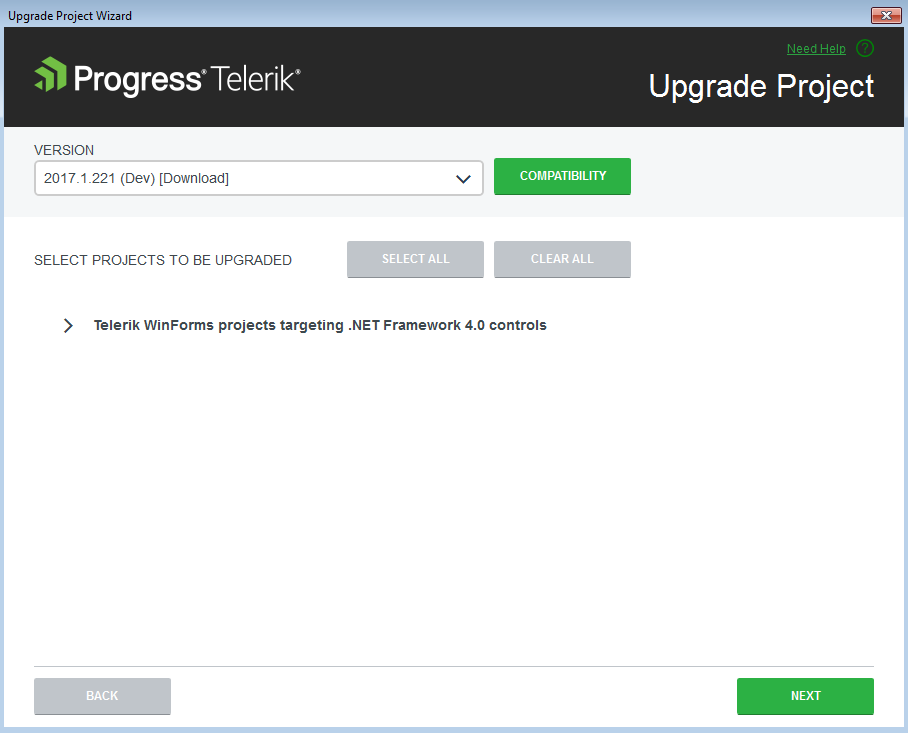 Upgrade Project Wizard
Need Help ?
Progress® Telerik®
Upgrade Project
VERSION
2017.1.221 (Dev) [Download]
COMPATIBILITY
SELECT PROJECTS TO BE UPGRADED
SELECT ALL
CLEAR ALL
Telerik WinForms projects targeting .NET Framework 4.0 controls
BACK
NEXT